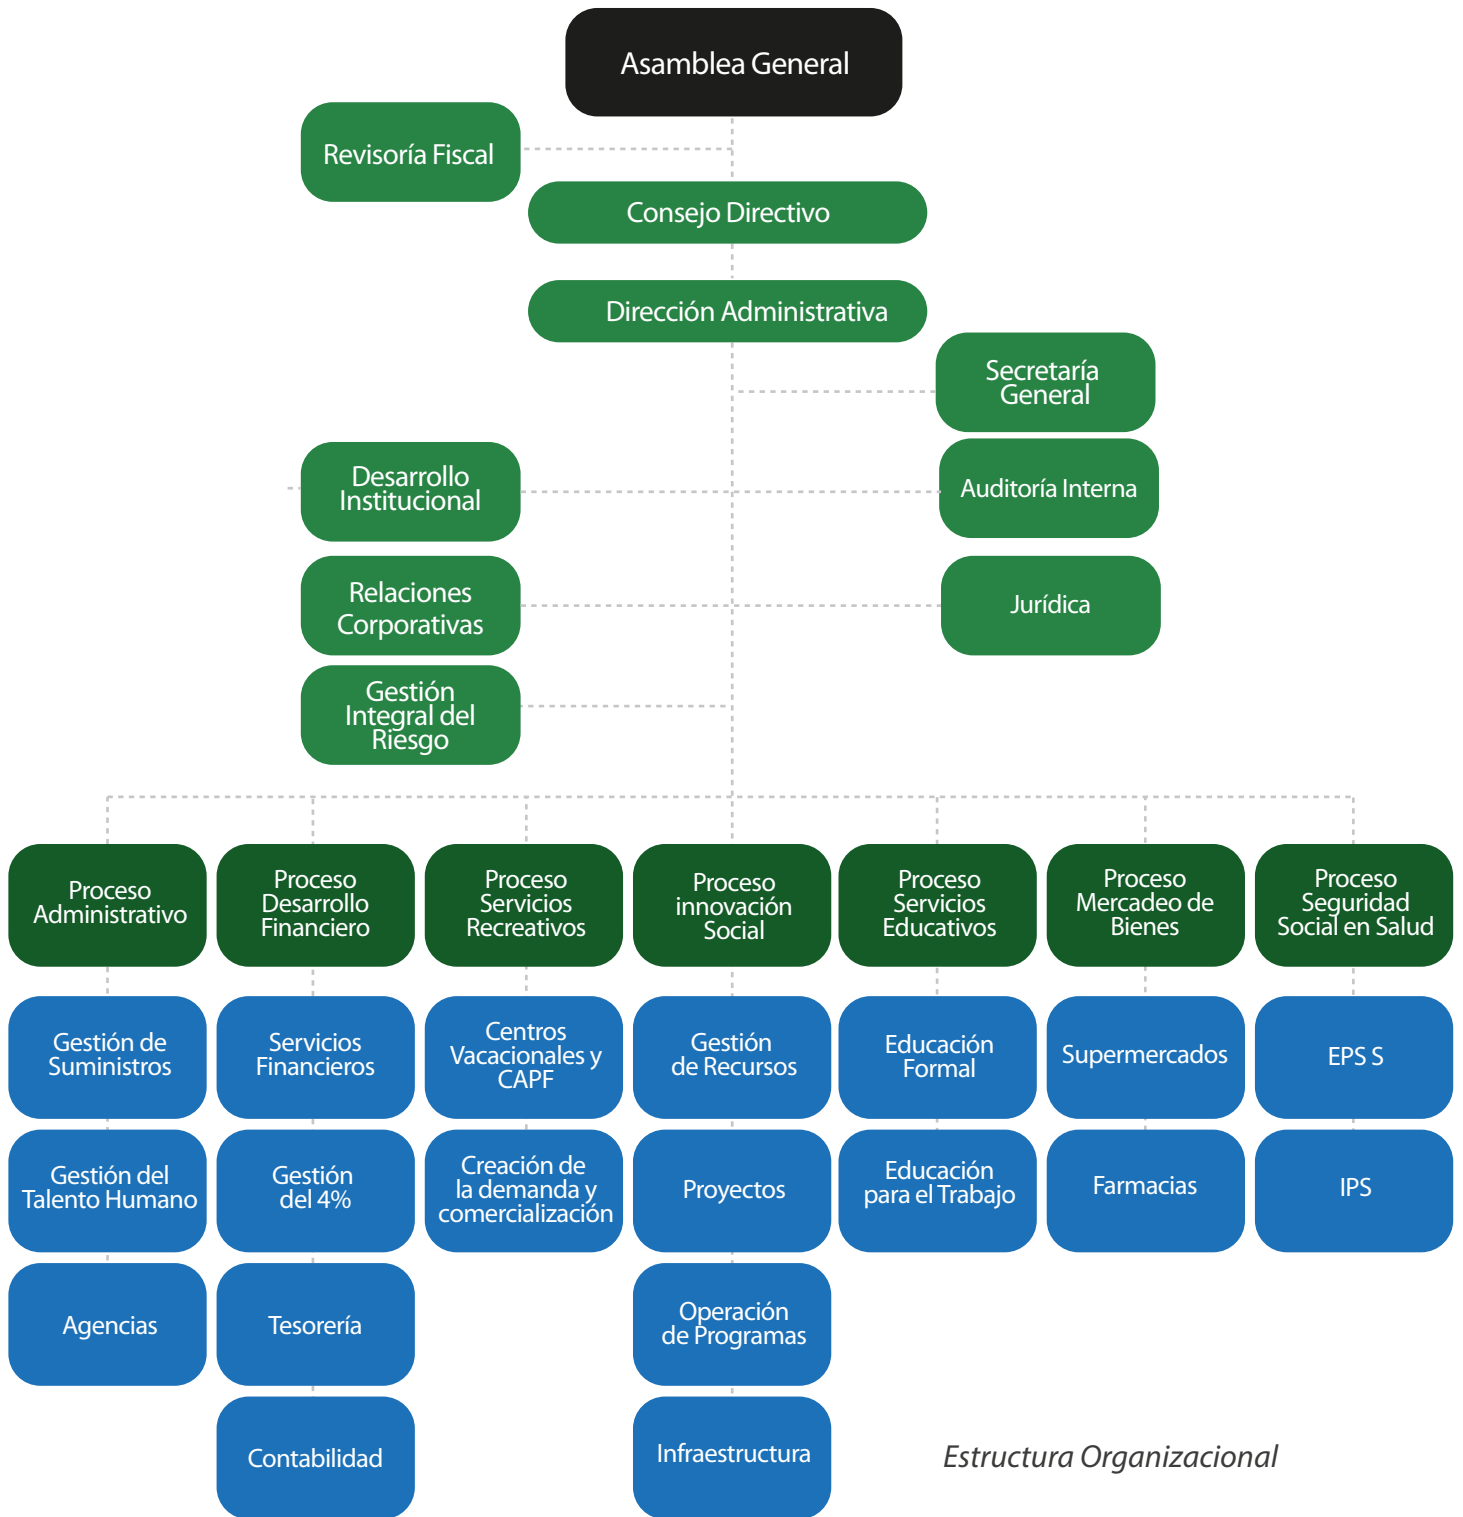 Asamblea General
Revisoría Fiscal
Consejo Directivo
Dirección Administrativa
Secretaría
General
Desarrollo
Institucional
Auditoría Interna
Relaciones
Corporativas
Jurídica
Gestión
Integral del
Riesgo
Proceso
Administrativo
Proceso
Desarrollo
Financiero
Proceso
Servicios
Recreativos
Proceso
innovación
Social
Proceso
Servicios
Educativos
Proceso
Mercadeo de
Bienes
Proceso
Seguridad
Social en Salud
Gestión de
Suministros
Servicios
Financieros
Centros
Vacacionales y
CAPF
Gestión
de Recursos
Educación
Formal
Supermercados
EPS S
Gestión del
Talento Humano
Gestión
del 4%
Creación de
la demanda y
comercialización
Proyectos
Educación
para el Trabajo
Farmacias
IPS
Agencias
Tesorería
Operación
de Programas
Contabilidad
Infraestructura
Estructura Organizacional